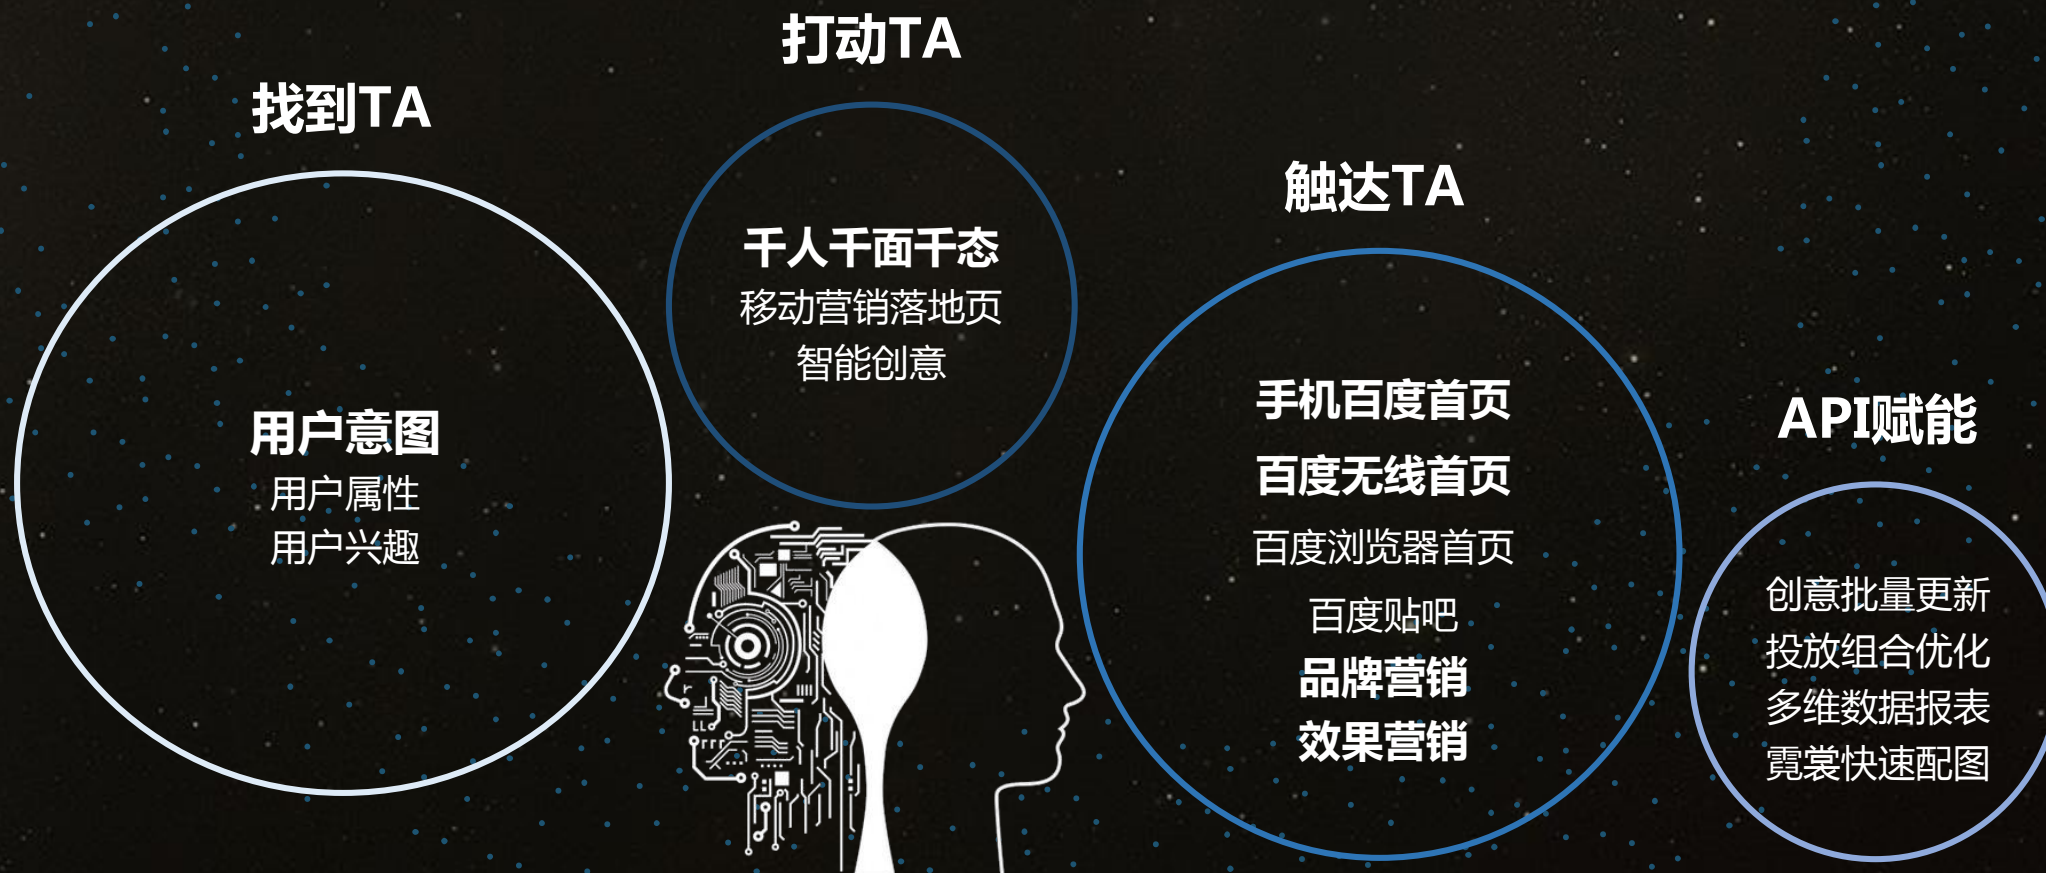 找到TA
用户意图
用户属性
用户兴趣
打动TA
千人千面千态
移动营销落地页
智能创意
触达TA
手机百度首页
百度无线首页
百度浏览器首页
百度贴吧
品牌营销
效果营销
API赋能
创意批量更新
投放组合优化
多维数据报表
霓裳快速配图